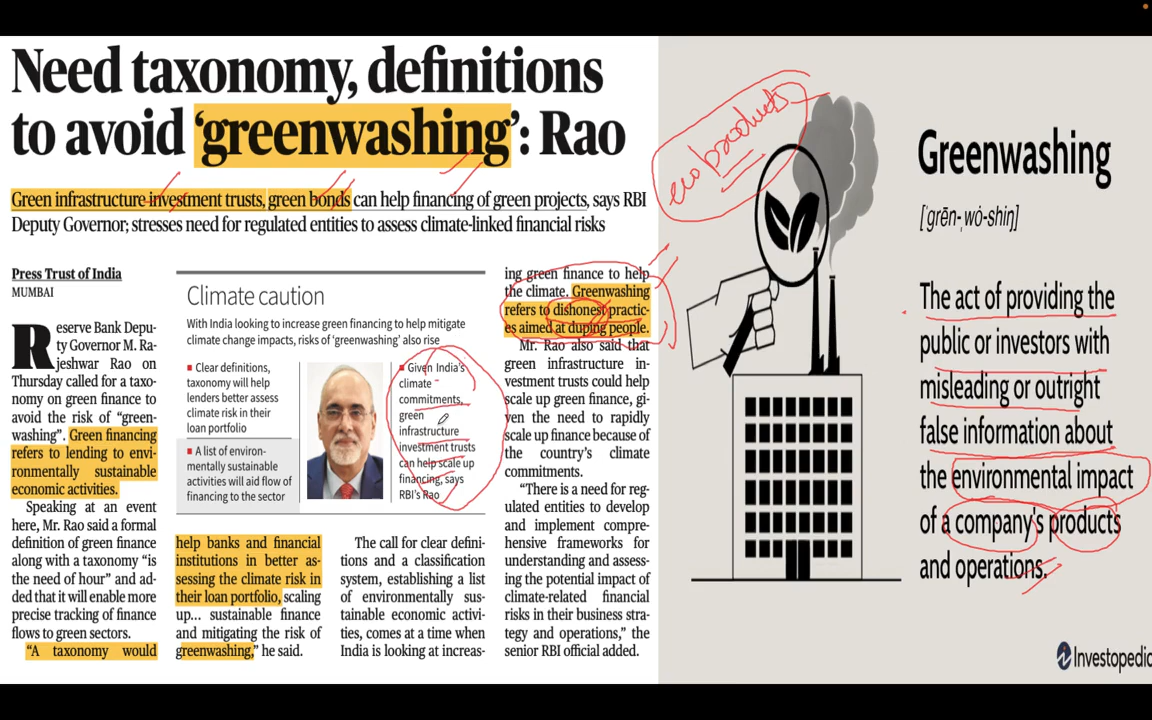 Need taxonomy, definitions
to avoid ‘greenwashing’: Rao
Green infrastructure investment trusts, green bonds can help financing of green projects, says RBI
Deputy Governor; stresses need for regulated entities to assess climate-linked financial risks
Press Trust of India
MUMBAI
Reserve Bank Depu-
ty Governor M. Ra-
jeshwar Rao on
Thursday called for a taxo-
nomy on green finance to
avoid the risk of “green-
washing”. Green financing
refers to lending to envi-
ronmentally sustainable
economic activities.
Speaking at an event
here, Mr. Rao said a formal
definition of green finance
along with a taxonomy “is
the need of hour” and ad-
ded that it will enable more
precise tracking of finance
flows to green sectors.
“A taxonomy would
Climate caution
With India looking to increase green financing to help mitigate
climate change impacts, risks of ‘greenwashing’ also rise
Clear definitions,
taxonomy will help
lenders better assess
climate risk in their
loan portfolio
A list of environ-
mentally sustainable
activities will aid flow of
financing to the sector
Given India’s
climate
commitments,
green
infrastructure
investment trusts
can help scale up
financing, says
RBI’s Rao
help banks and financial
institutions in better as-
sessing the climate risk in
their loan portfolio, scaling
up... sustainable finance
and mitigating the risk of
greenwashing,” he said.
The call for clear defini-
tions and a classification
system, establishing a list
of environmentally sus-
tainable economic activi-
ties, comes at a time when
India is looking at increas-
ing green finance to help
the climate. Greenwashing
refers to dishonest practic-
es aimed at duping people.
Mr. Rao also said that
green infrastructure in-
vestment trusts could help
scale up green finance, gi-
ven the need to rapidly
scale up finance because of
the country’s climate
commitments.
“There is a need for reg-
ulated entities to develop
and implement compre-
hensive frameworks for
understanding and assess-
ing the potential impact of
climate-related financial
risks in their business stra-
tegy and operations,” the
senior RBI official added.
eco products
Greenwashing
[ˈgrēn-ˌwȯ-shiŋ]
The act of providing the
public or investors with
misleading or outright
false information about
the environmental impact
of a company’s products
and operations.
Investopedia